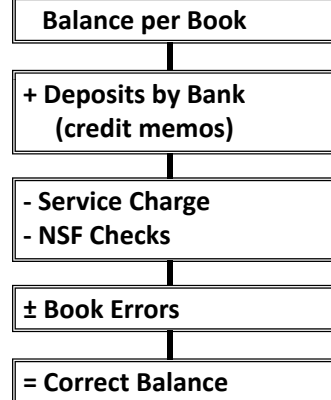 Balance per Book
+ Deposits by Bank
(credit memos)
- Service Charge
- NSF Checks
± Book Errors
= Correct Balance